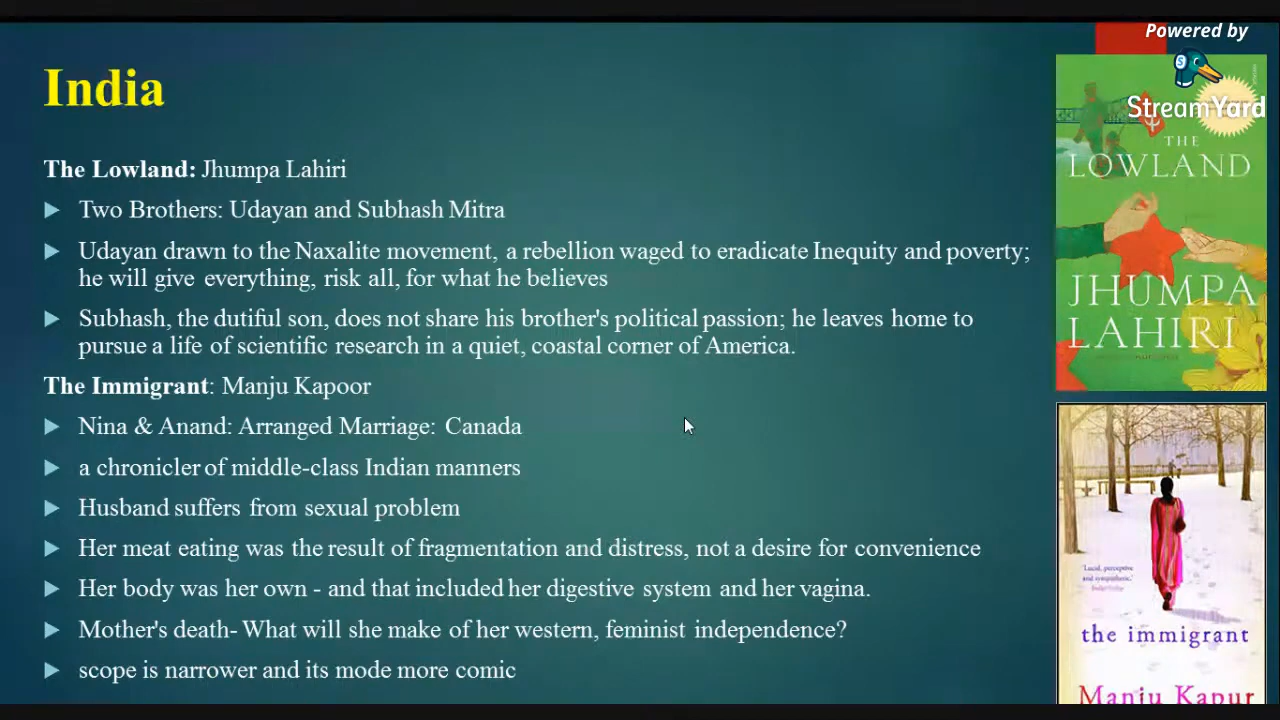 India
The Lowland: Jhumpa Lahiri
Two Brothers: Udayan and Subhash Mitra
Udayan drawn to the Naxalite movement, a rebellion waged to eradicate Inequity and poverty;
he will give everything, risk all, for what he believes
Subhash, the dutiful son, does not share his brother's political passion; he leaves home to
pursue a life of scientific research in a quiet, coastal corner of America.
The Immigrant: Manju Kapoor
Nina & Anand: Arranged Marriage: Canada
a chronicler of middle-class Indian manners
Husband suffers from sexual problem
Her meat eating was the result of fragmentation and distress, not a desire for convenience
Her body was her own - and that included her digestive system and her vagina.
Mother's death- What will she make of her western, feminist independence?
scope is narrower and its mode more comic
Powered by
StreamYard
THE
LOWLAND
JHUMPA
LAHIRI
'Lucid, perceptive
and sympathetic.'
the immigrant
Manju Kapur